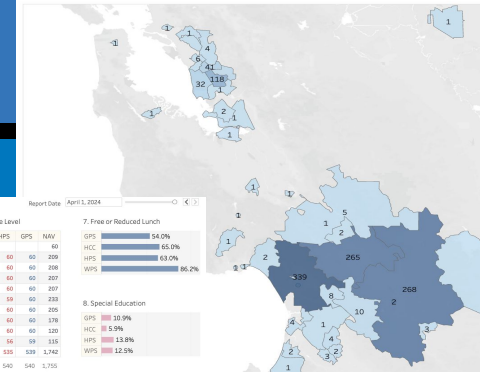 1
1
1
1
4
6
41
118
32
1
1
2
1
1
Report Date April 1, 2024
e Level
HPS GPS NAV
60
60 60 209
60 60 208
60 60 207
60 60 207
59 60 233
60 60 205
60 60 178
60 60 120
56 59 115
535 539 1,742
540 540 1,755
7. Free or Reduced Lunch
GPS 54.0%
HCC 65.0%
HPS 63.0%
WPS 86.2%
8. Special Education
GPS 10.9%
HCC 5.9%
HPS 13.8%
WPS 12.5%
1
1
1
5
1
2
1
2
265
1 1
339
268
8
2
10
4
1
3
4
2
3 2
1